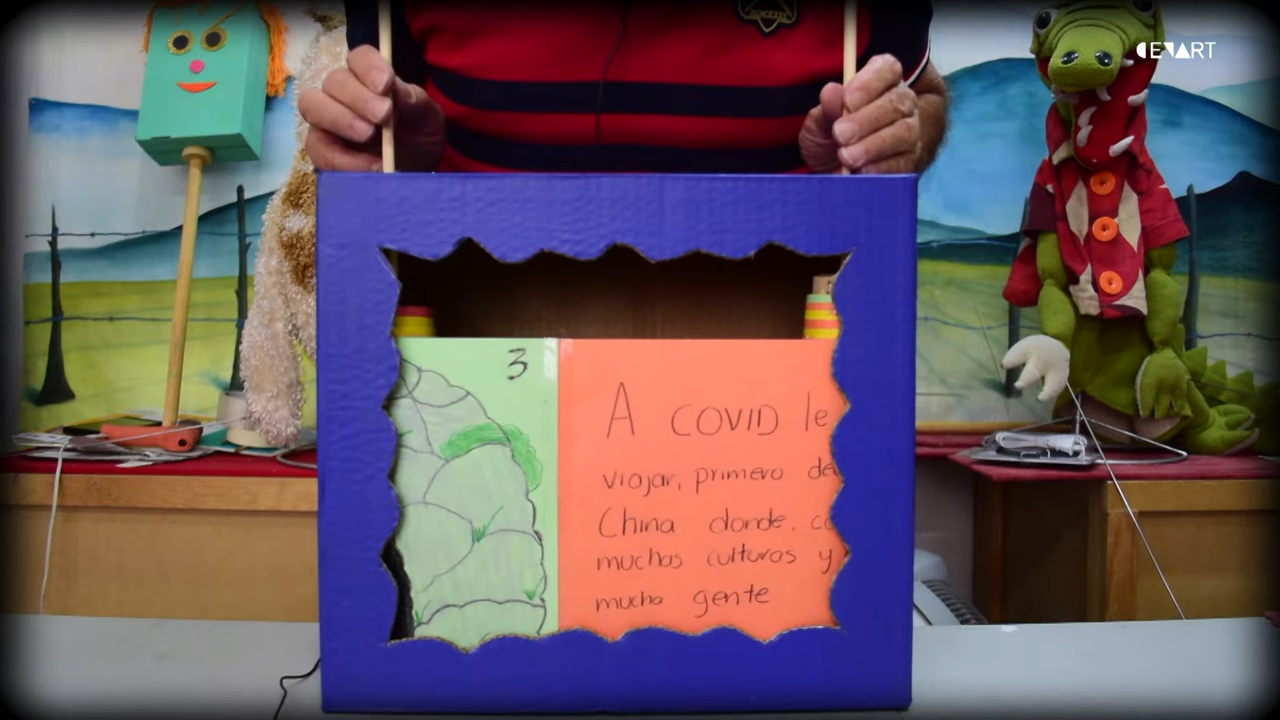 CENART
3
A COVID le
viajar, primero de
China donde. co
muchas culturas y
mucha gente